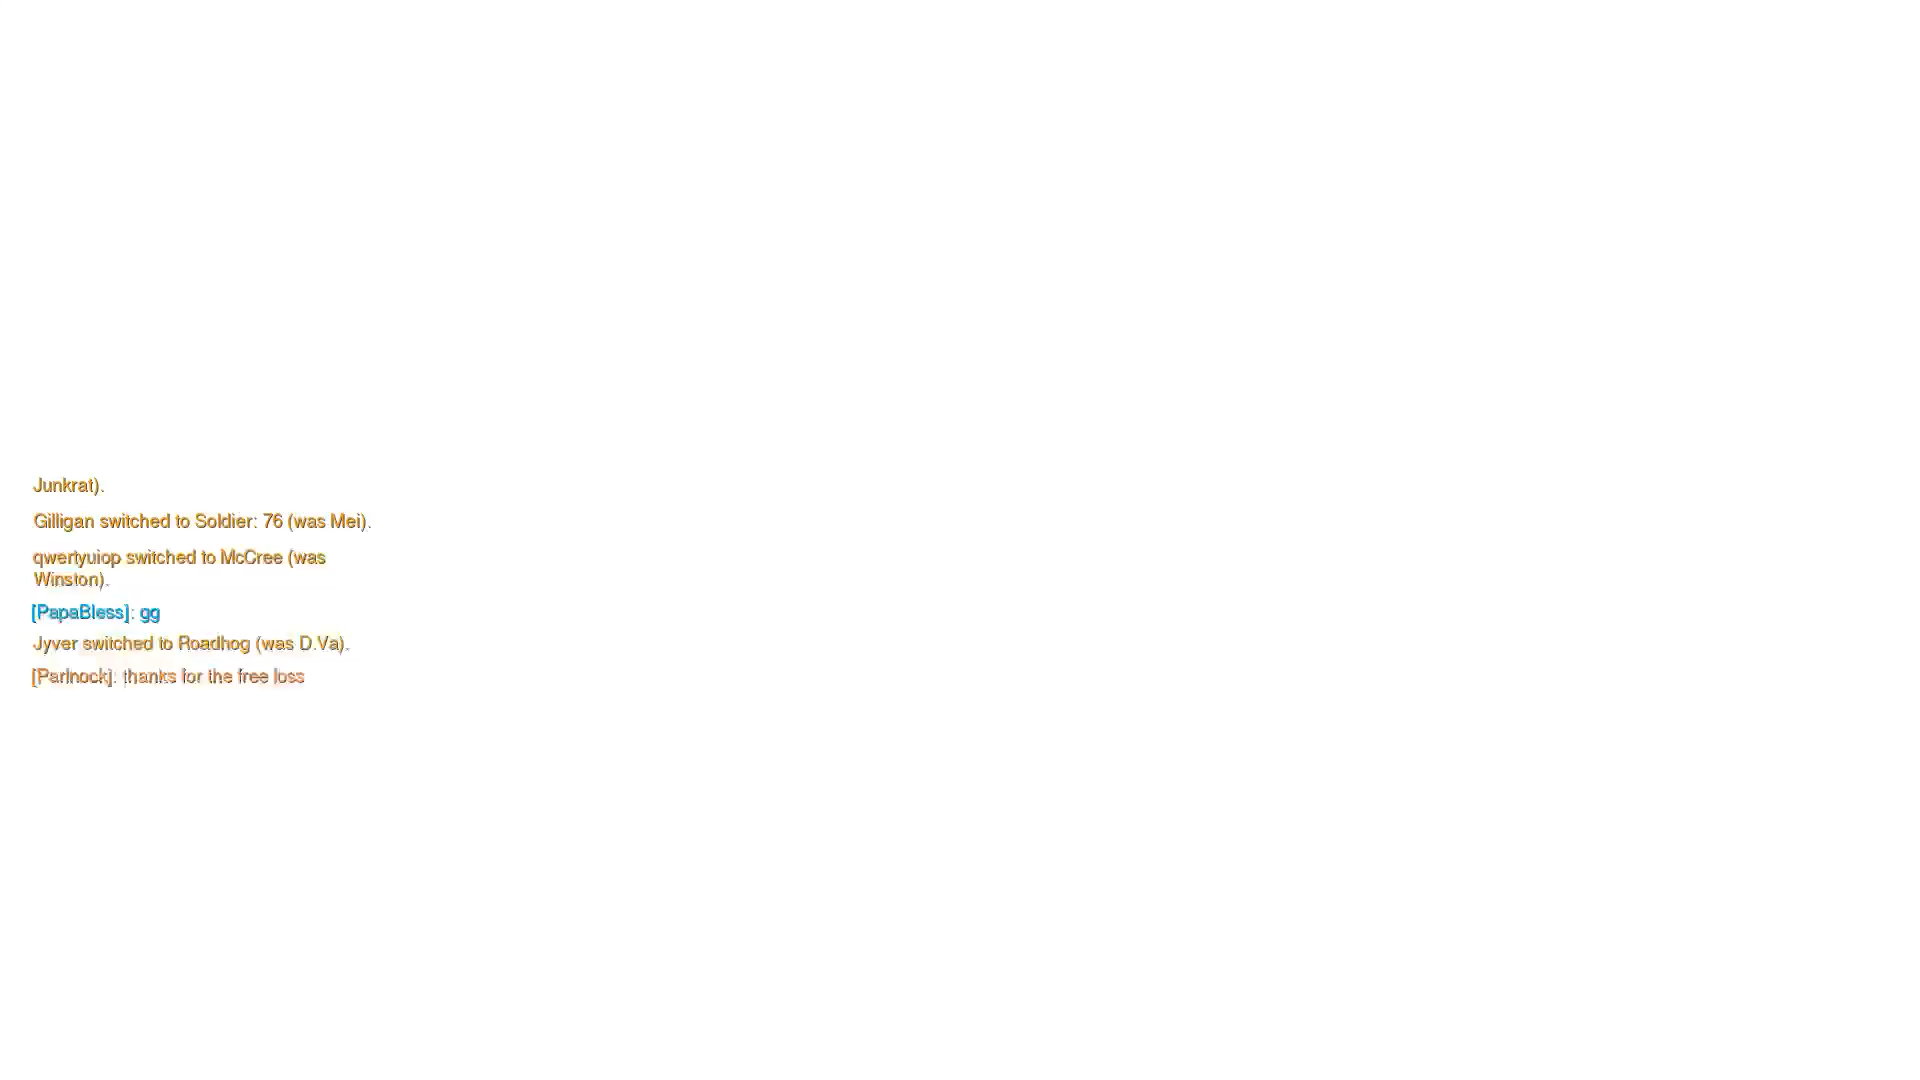 Junkrat).
Gilligan switched to Soldier: 76 (was Mei).
qwertyuiop switched to McCree (was
Winston).
[PapaBless]: gg
Jyver switched to Roadhog (was D.Va).
[Parlnock]: thanks for the free loss